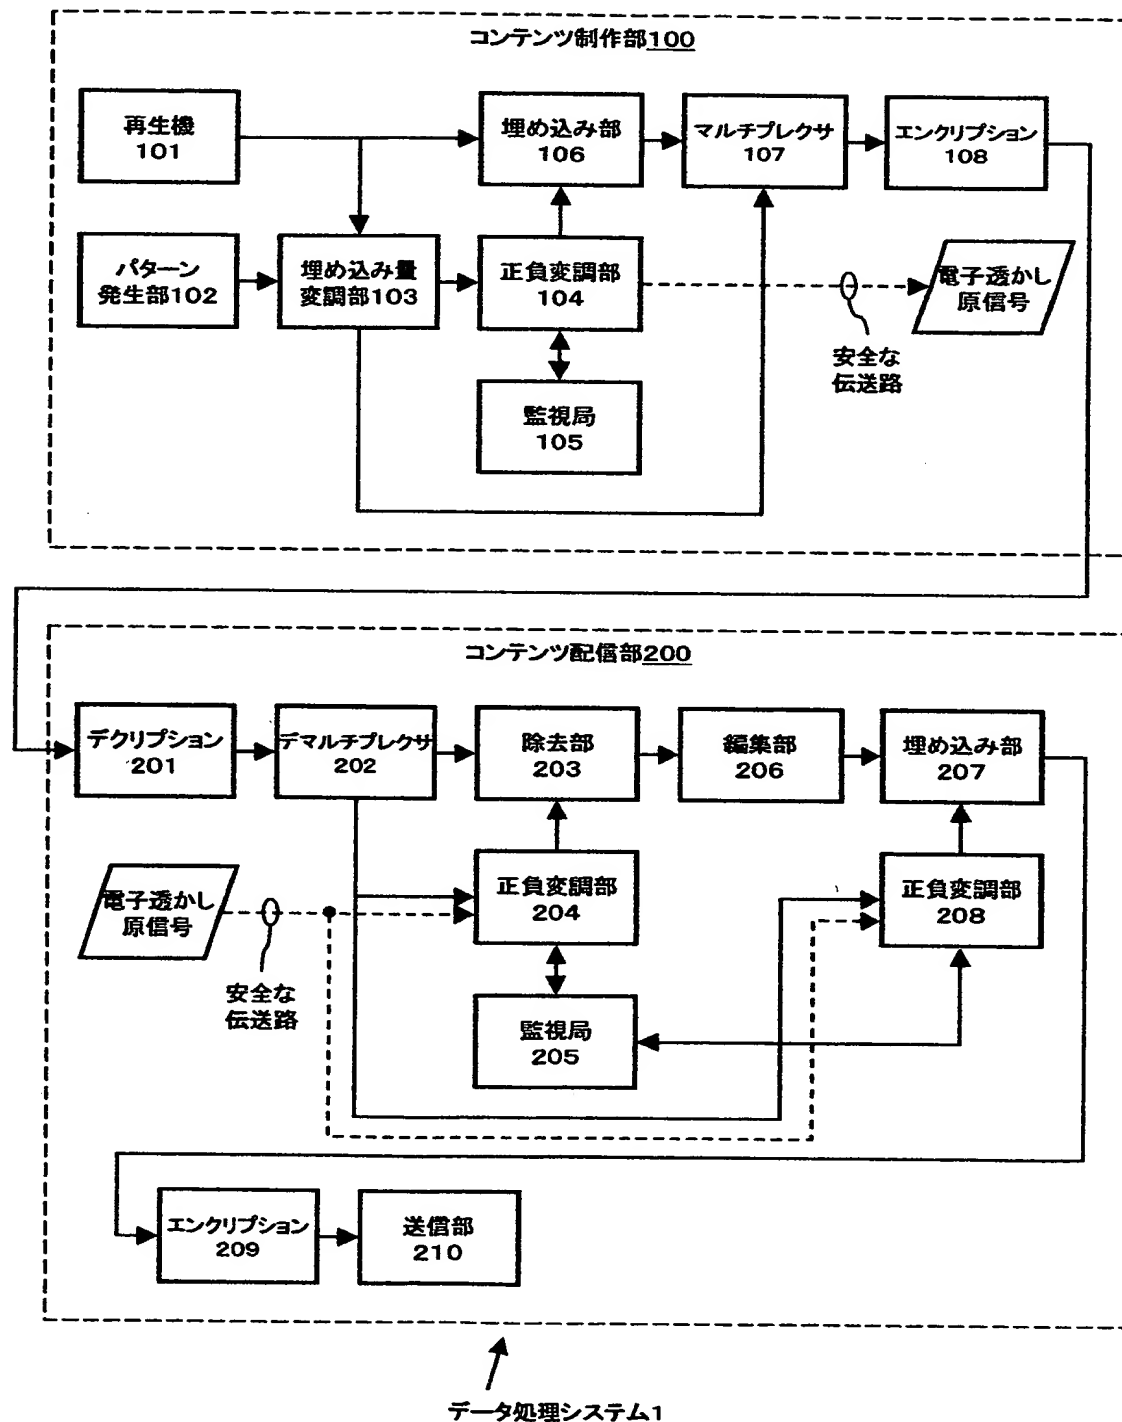 コンテンツ制作部100
再生機
101
埋め込み部
106
マルチプレクサ
107
エンクリプション
108
パターン
発生部102
埋め込み量
変調部103
正負変調部
104
電子透かし
原信号
安全な
伝送路
監視局
105
コンテンツ配信部200
デクリプション
201
デマルチプレクサ
202
除去部
203
編集部
206
埋め込み部
207
電子透かし
原信号
正負変調部
204
正負変調部
208
安全な
伝送路
監視局
205
エンクリプション
209
送信部
210
データ処理システム1